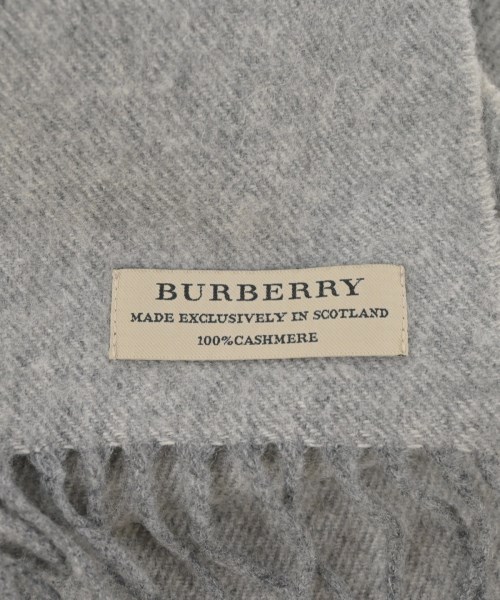 BURBERRY
MADE EXCLUSIVELY IN SCOTLAND
100%CASHMERE